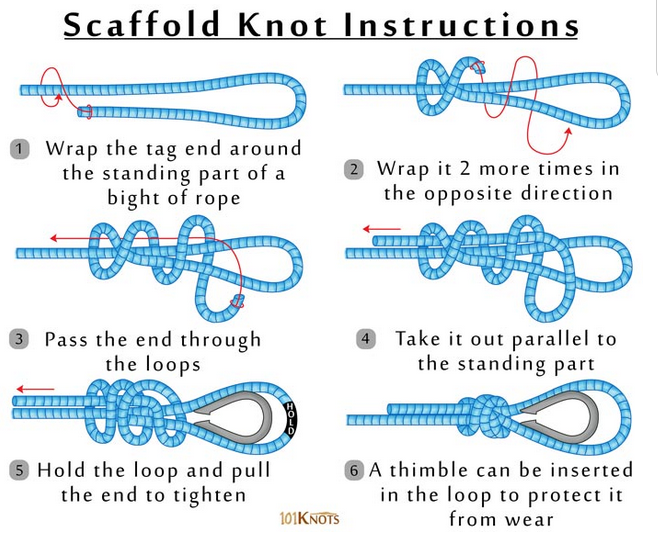 Scaffold Knot Instructions
1 Wrap the tag end around
the standing part of a
bight of rope
2 Wrap it 2 more times in
the opposite direction
3 Pass the end through
the loops
4 Take it out parallel to
the standing part
HOLD
5 Hold the loop and pull
the end to tighten
6 A thimble can be inserted
in the loop to protect it
from wear
101KNOTS